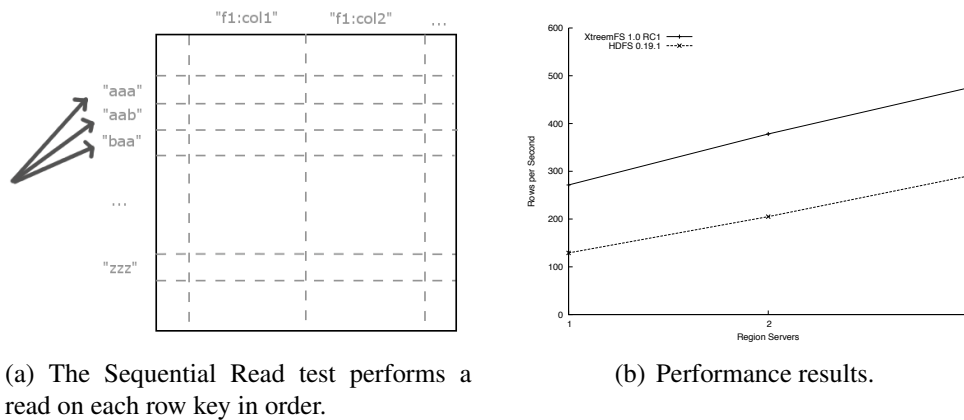 "f1:col1" "f1:col2" ...
"aaa"
"aab"
"baa"
...
"zzz"
600
500
400
300
200
100
0
Rows per Second
XtreemFS 1.0 RC1
HDFS 0.19.1
1 2
Region Servers
(a) The Sequential Read test performs a
read on each row key in order.
(b) Performance results.